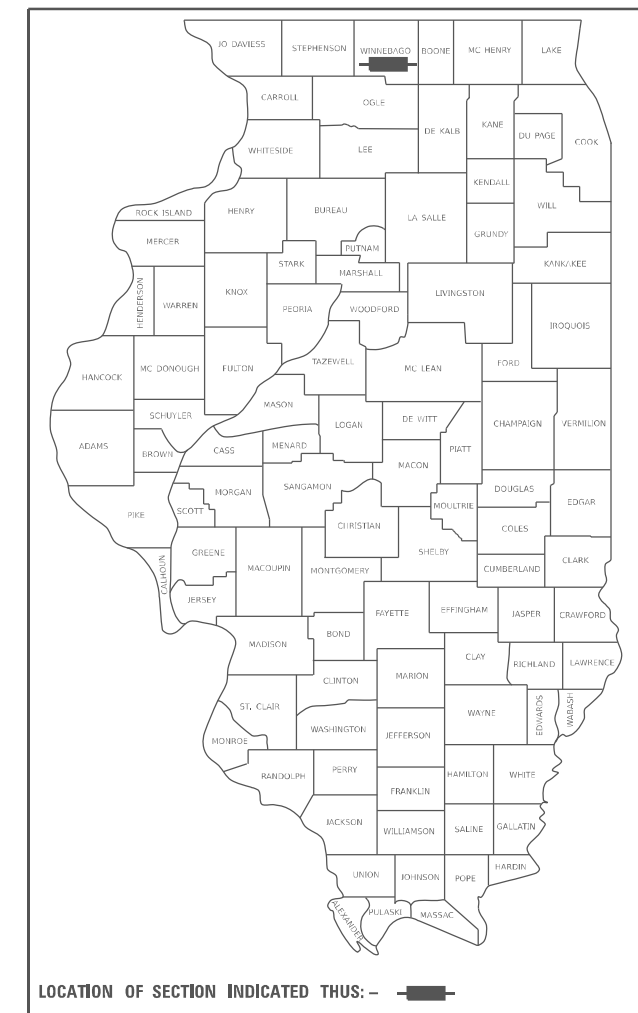 JO DAVIESS
STEPHENSON
WINNEBAGO
BOONE
MC HENRY
LAKE
CARROLL
OGLE
DE KALB
KANE
DU PAGE
COOK
WHITESIDE
LEE
KENDALL
WILL
ROCK ISLAND
HENRY
BUREAU
LA SALLE
GRUNDY
MERCER
PUTNAM
KANKAKEE
STARK
MARSHALL
HENDERSON
WARREN
KNOX
PEORIA
WOODFORD
LIVINGSTON
IROQUOIS
HANCOCK
MC DONOUGH
FULTON
TAZEWELL
MC LEAN
FORD
MASON
SCHUYLER
LOGAN
DE WITT
CHAMPAIGN
VERMILION
ADAMS
BROWN
CASS
MENARD
MACON
PIATT
MORGAN
SANGAMON
DOUGLAS
EDGAR
PIKE
SCOTT
CHRISTIAN
MOULTRIE
COLES
GREENE
MACOUPIN
MONTGOMERY
SHELBY
CUMBERLAND
CLARK
CALHOUN
JERSEY
FAYETTE
EFFINGHAM
JASPER
CRAWFORD
MADISON
BOND
CLAY
RICHLAND
LAWRENCE
CLINTON
MARION
ST. CLAIR
WAYNE
EDWARDS
WABASH
MONROE
WASHINGTON
JEFFERSON
RANDOLPH
PERRY
HAMILTON
WHITE
FRANKLIN
JACKSON
WILLIAMSON
SALINE
GALLATIN
UNION
JOHNSON
POPE
HARDIN
ALEXANDER
PULASKI
MASSAC
LOCATION OF SECTION INDICATED THUS: –